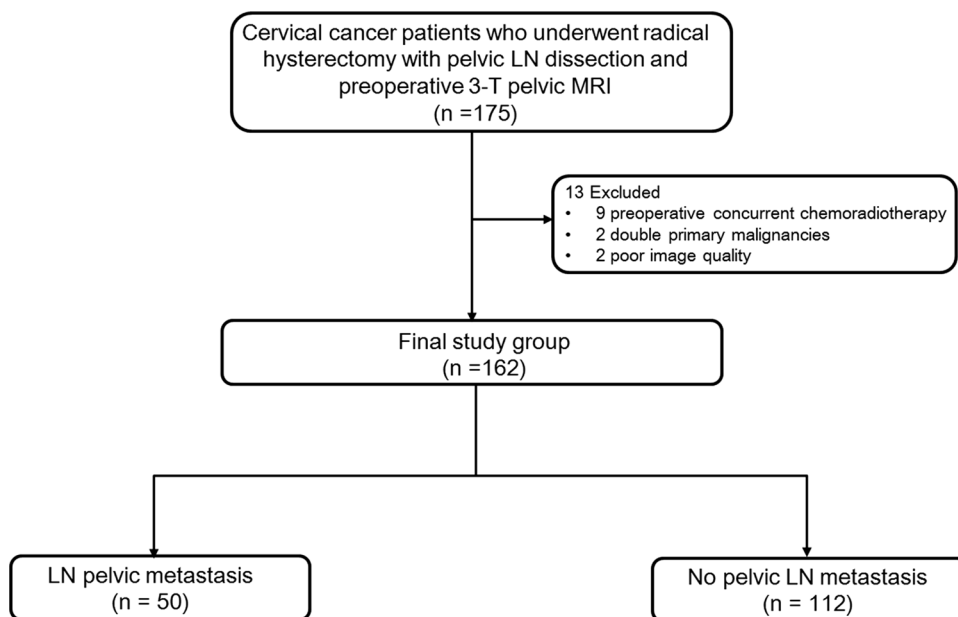 Cervical cancer patients who underwent radical
hysterectomy with pelvic LN dissection and
preoperative 3-T pelvic MRI
(n =175)
13 Excluded
• 9 preoperative concurrent chemoradiotherapy
• 2 double primary malignancies
• 2 poor image quality
Final study group
(n =162)
LN pelvic metastasis
(n = 50)
No pelvic LN metastasis
(n = 112)